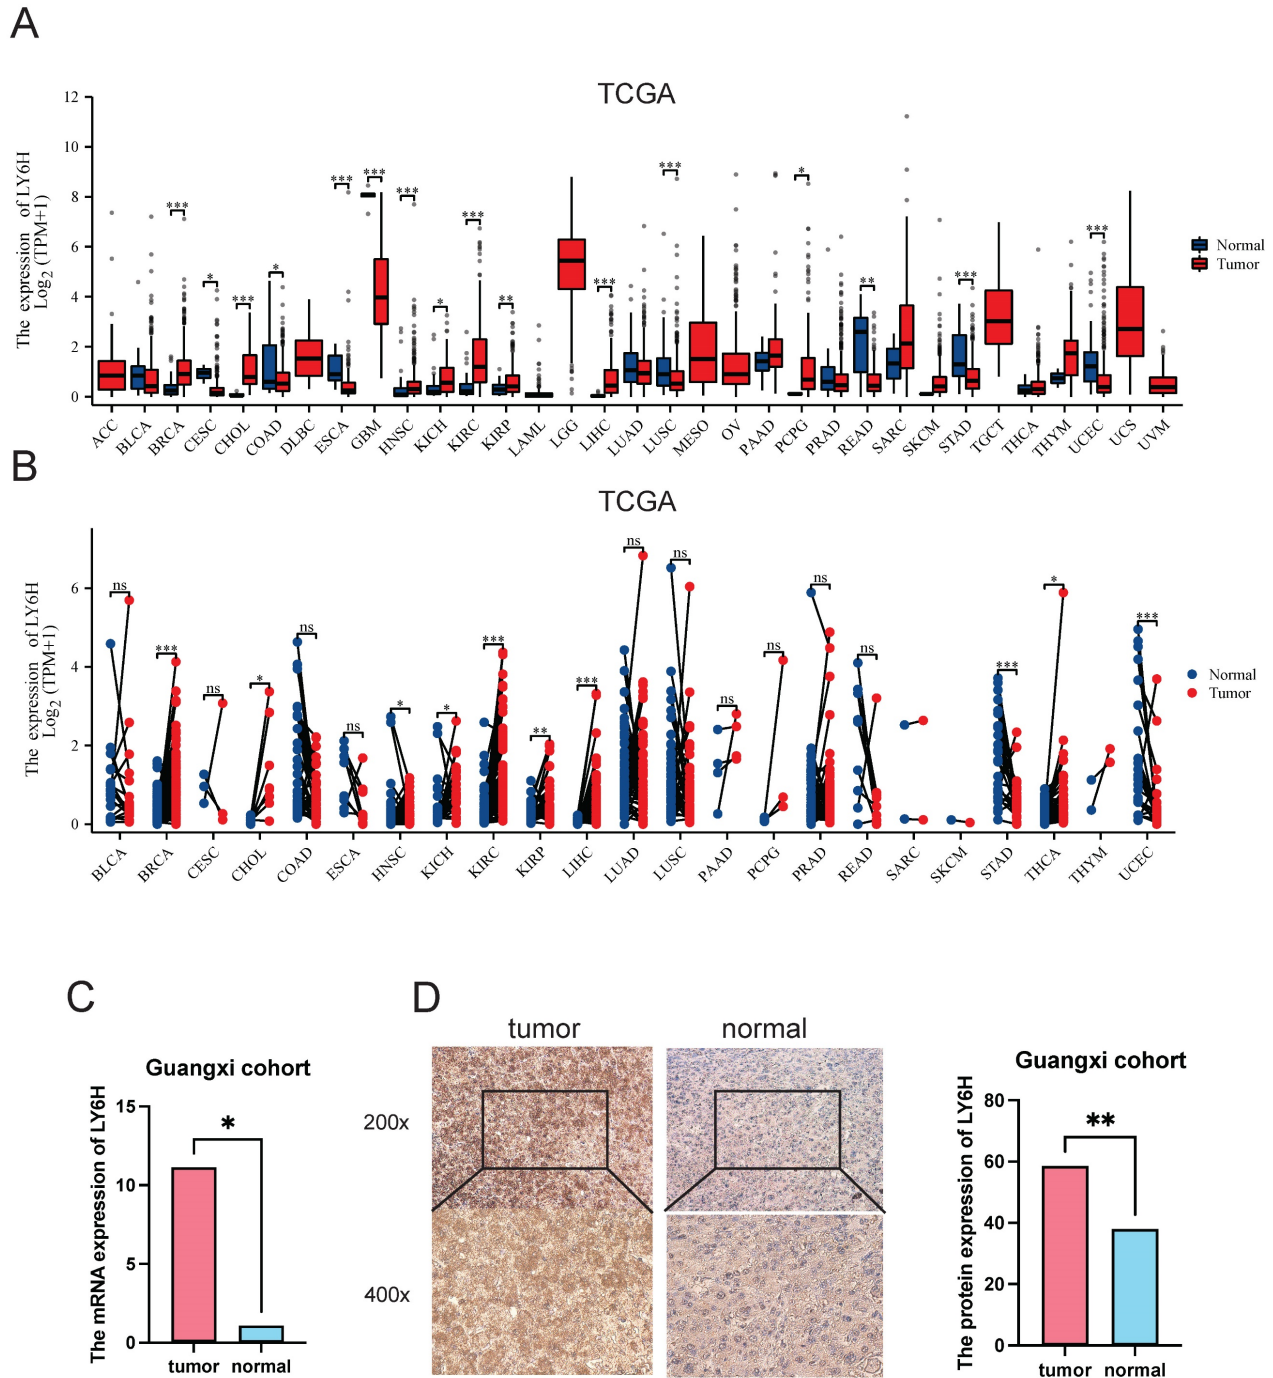 A
TCGA
The expression of LY6H
Log2 (TPM+1)
12
10
8
6
4
2
0
***
*
***
*
***
***
***
*
***
**
***
***
*
**
***
***
Normal
Tumor
ACC
BLCA
BRCA
CESC
CHOL
COAD
DLBC
ESCA
GBM
HNSC
KICH
KIRC
KIRP
LAML
LGG
LIHC
LUAD
LUSC
MESO
OV
PAAD
PCPG
PRAD
READ
SARC
SKCM
STAD
TGCT
THCA
THYM
UCEC
UCS
UVM
B
TCGA
The expression of LY6H
Log2 (TPM+1)
6
4
2
0
ns
***
ns
*
ns
ns
*
*
***
**
***
ns
ns
ns
ns
ns
ns
***
*
***
Normal
Tumor
BLCA
BRCA
CESC
CHOL
COAD
ESCA
HNSC
KICH
KIRC
KIRP
LIHC
LUAD
LUSC
PAAD
PCPG
PRAD
READ
SARC
SKCM
STAD
THCA
THYM
UCEC
C
Guangxi cohort
The mRNA expression of LY6H
15
10
5
0
*
tumor normal
D
tumor normal
200x
400x
Guangxi cohort
The protein expression of LY6H
80
60
40
20
0
**
tumor normal